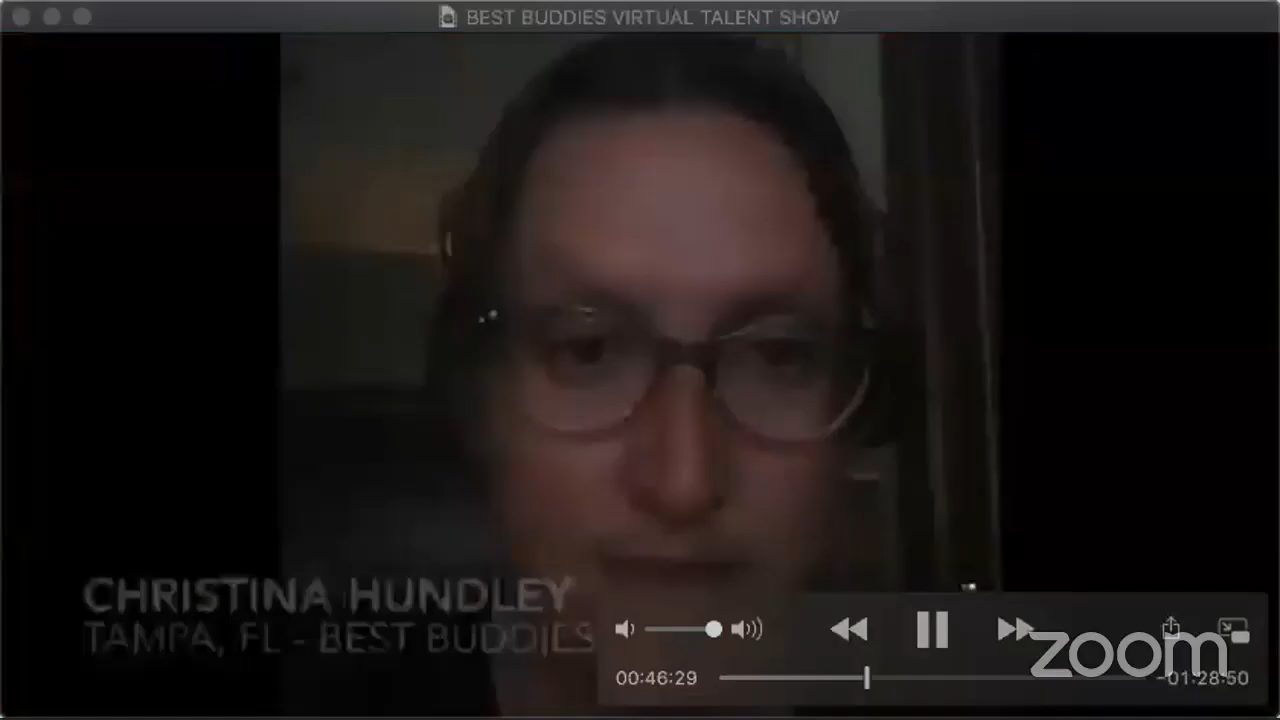 BEST BUDDIES VIRTUAL TALENT SHOW
CHRISTINA HUNDLEY
TAMPA, FL - BEST BUDDIES
zoom
00:46:29
-01:28:50